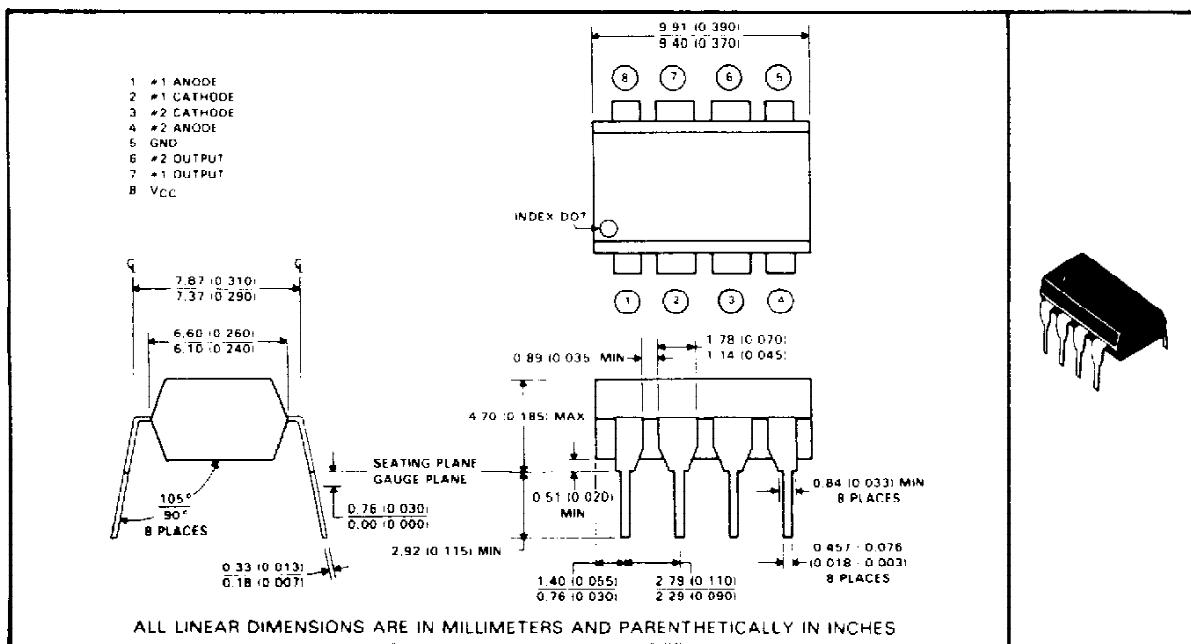 1 #1 ANODE
2 #1 CATHODE
3 #2 CATHODE
4 #2 ANODE
5 GND
6 #2 OUTPUT
7 #1 OUTPUT
8 VCC
9.91 (0.390)
9.40 (0.370)
8 7 6 5
INDEX DOT
1 2 3 4
℄ ℄
7.87 (0.310)
7.37 (0.290)
6.60 (0.260)
6.10 (0.240)
105°
90°
8 PLACES
0.33 (0.013)
0.18 (0.007)
0.76 (0.030)
0.00 (0.000)
0.89 (0.035 MIN
1.78 (0.070)
1.14 (0.045)
4.70 (0.185) MAX
SEATING PLANE
GAUGE PLANE
0.51 (0.020)
MIN
2.92 (0.115) MIN
0.84 (0.033) MIN
8 PLACES
1.40 (0.055)
0.76 (0.030)
2.79 (0.110)
2.29 (0.090)
0.457 - 0.076
(0.018 - 0.003)
8 PLACES
ALL LINEAR DIMENSIONS ARE IN MILLIMETERS AND PARENTHETICALLY IN INCHES